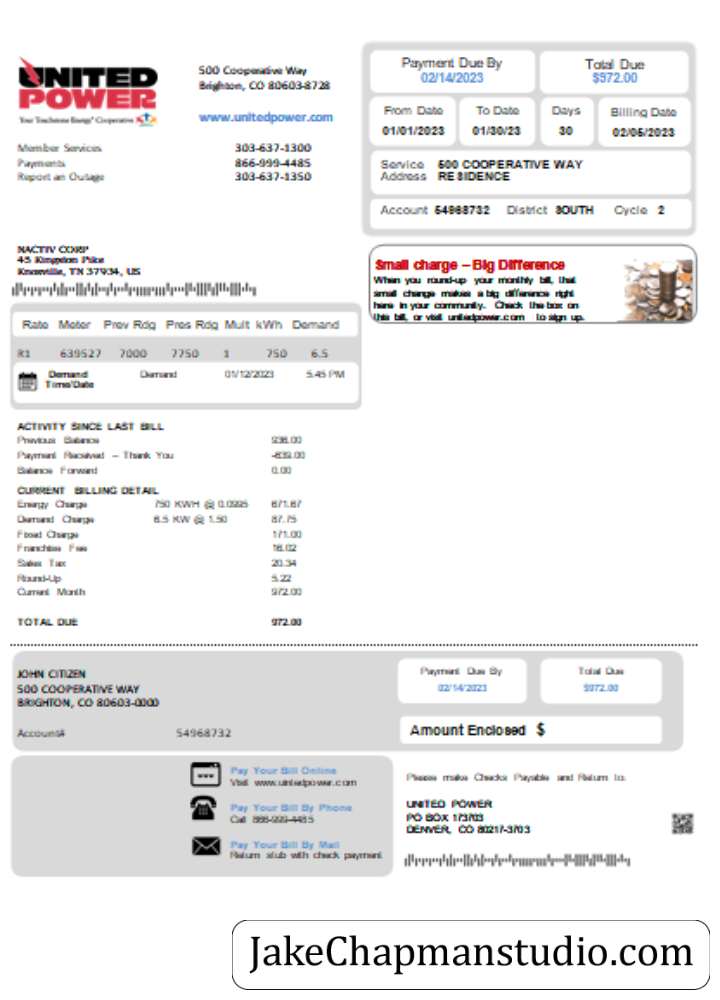 UNITED
POWER
Your Touchstone Energy® Cooperative
500 Cooperative Way
Brighton, CO 80603-8728
www.unitedpower.com
Member Services 303-637-1300
Payments 866-999-4485
Report an Outage 303-637-1350
Payment Due By
02/14/2023
Total Due
$972.00
From Date To Date Days Billing Date
01/01/2023 01/30/23 30 02/05/2023
Service 500 COOPERATIVE WAY
Address RESIDENCE
Account 54968732 District SOUTH Cycle 2
NACTIV CORP
45 Kingston Pike
Knoxville, TN 37934, US
Small charge – Big Difference
When you round-up your monthly bill, that
small change makes a big difference right
here in your community. Check the box on
this bill, or visit unitedpower.com to sign up.
Rate Meter Prev Rdg Pres Rdg Mult kWh Demand
R1 639527 7000 7750 1 750 6.5
Demand Demand 01/12/2023 5.45 PM
Time/Date
ACTIVITY SINCE LAST BILL
Previous Balance 936.00
Payment Received – Thank You
Balance Forward 0.00
CURRENT BILLING DETAIL
Energy Charge 750 KWH @ 0.0995 671.67
Demand Charge 6.5 KW @ 1.50 87.75
Fixed Charge 171.00
Franchise Fee 16.02
Sales Tax 20.34
Round-Up 5.22
Current Month 972.00
TOTAL DUE 972.00
JOHN CITIZEN
500 COOPERATIVE WAY
BRIGHTON, CO 80603-0000
Account# 54968732
Payment Due By
02/14/2023
Total Due
$972.00
Amount Enclosed $
Pay Your Bill Online
Visit www.unitedpower.com
Pay Your Bill By Phone
Call 866-999-4485
Pay Your Bill By Mail
Return stub with check payment
Please make Checks Payable and Return to:
UNITED POWER
PO BOX 173703
DENVER, CO 80217-3703
JakeChapmanstudio.com